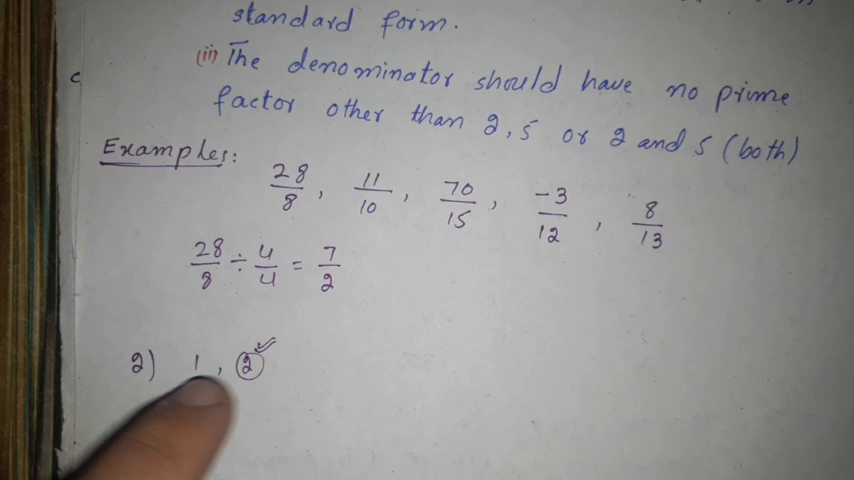 standard form.
(ii) The denominator should have no prime
factor other than 2, 5 or 2 and 5 (both)
Examples:
28/8, 11/10, 70/15, -3/12, 8/13
28/8 ÷ 4/4 = 7/2
2) 1, 2